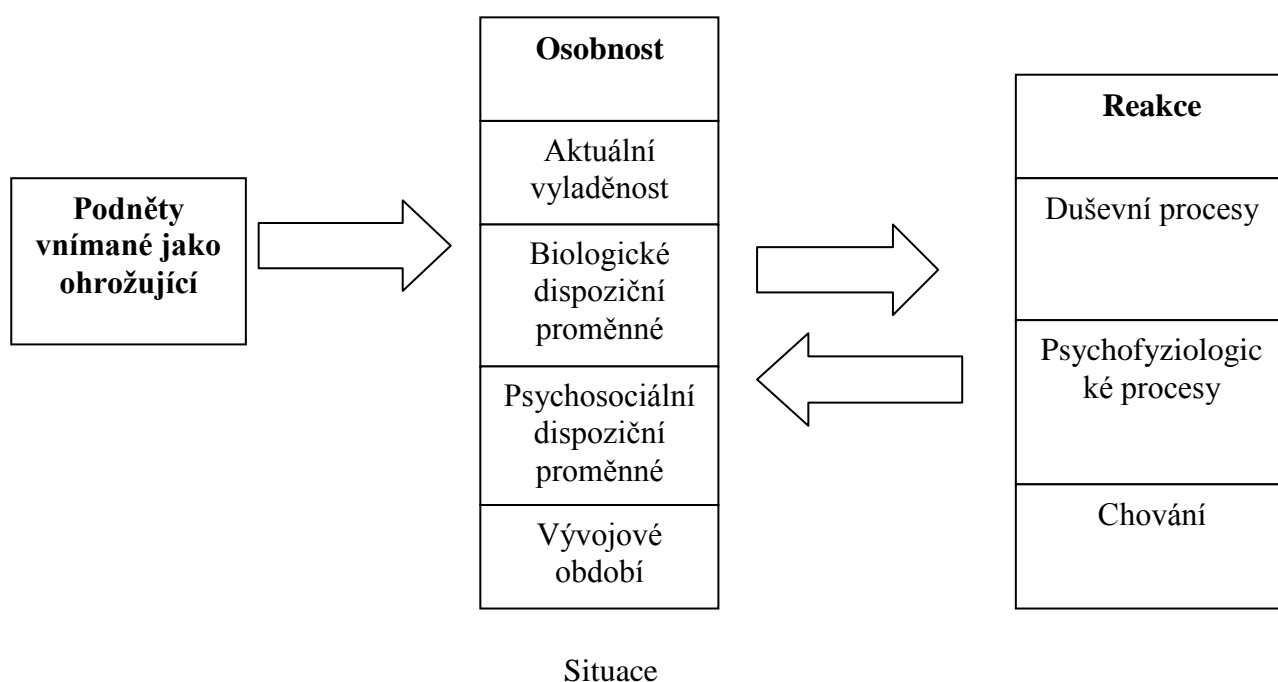 Podněty
vnímané jako
ohrožující
Osobnost
Aktuální
vyladěnost
Biologické
dispoziční
proměnné
Psychosociální
dispoziční
proměnné
Vývojové
období
Reakce
Duševní procesy
Psychofyziologic
ké procesy
Chování
Situace